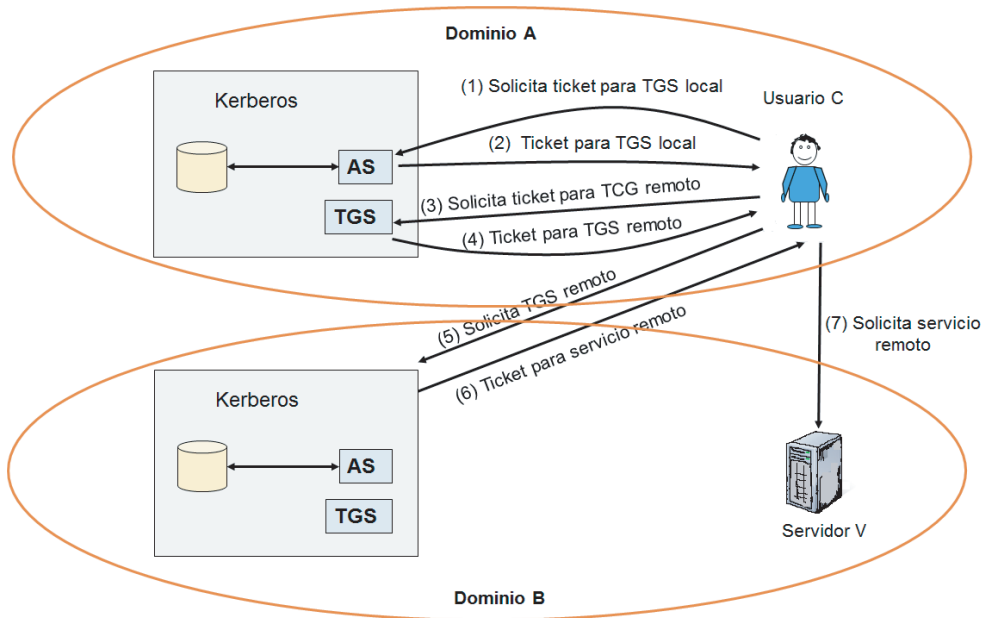 Dominio A
Kerberos
(1) Solicita ticket para TGS local
Usuario C
(2) Ticket para TGS local
AS
(3) Solicita ticket para TCG remoto
TGS
(4) Ticket para TGS remoto
(5) Solicita TGS remoto
(6) Ticket para servicio remoto
(7) Solicita servicio
remoto
Kerberos
AS
TGS
Servidor V
Dominio B